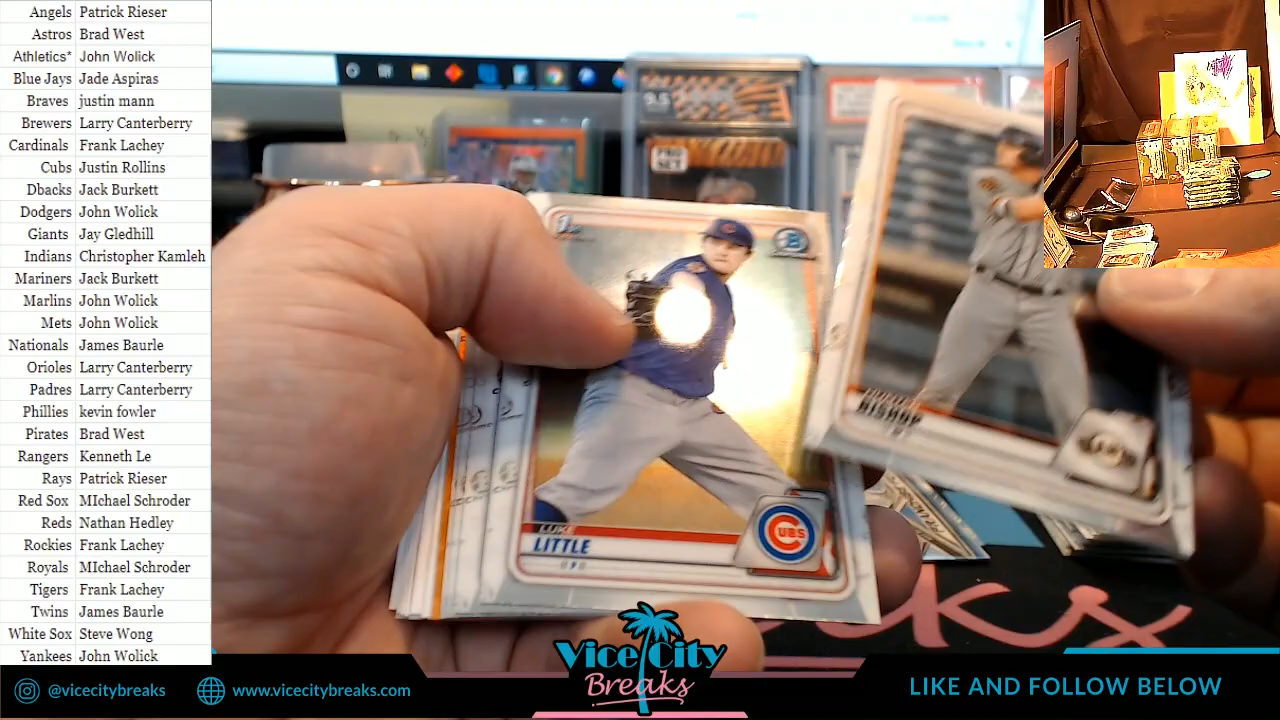 Angels Patrick Rieser
Astros Brad West
Athletics* John Wolick
Blue Jays Jade Aspiras
Braves justin mann
Brewers Larry Canterberry
Cardinals Frank Lachey
Cubs Justin Rollins
Dbacks Jack Burkett
Dodgers John Wolick
Giants Jay Gledhill
Indians Christopher Kamleh
Mariners Jack Burkett
Marlins John Wolick
Mets John Wolick
Nationals James Baurle
Orioles Larry Canterberry
Padres Larry Canterberry
Phillies kevin fowler
Pirates Brad West
Rangers Kenneth Le
Rays Patrick Rieser
Red Sox MIchael Schroder
Reds Nathan Hedley
Rockies Frank Lachey
Royals MIchael Schroder
Tigers Frank Lachey
Twins James Baurle
White Sox Steve Wong
Yankees John Wolick
9.5
LUKE
LITTLE
CUBS
BISHOP
Vice City
Breaks
@vicecitybreaks
www.vicecitybreaks.com
LIKE AND FOLLOW BELOW